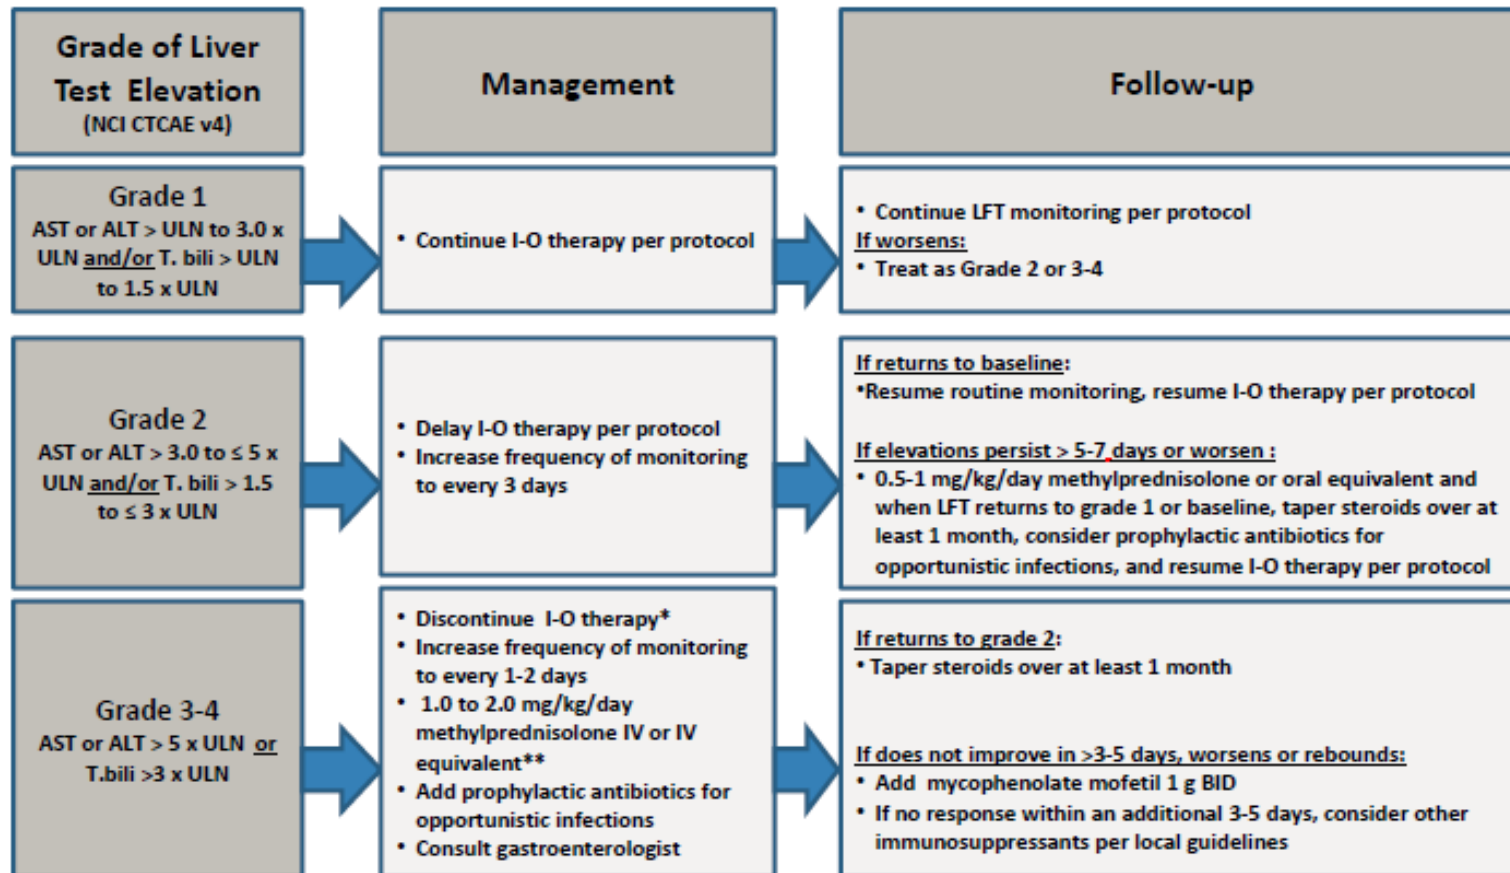 Grade of Liver
Test Elevation
(NCI CTCAE v4)
Management
Follow-up
Grade 1
AST or ALT > ULN to 3.0 x
ULN and/or T. bili > ULN
to 1.5 x ULN
• Continue I-O therapy per protocol
• Continue LFT monitoring per protocol
If worsens:
• Treat as Grade 2 or 3-4
Grade 2
AST or ALT > 3.0 to ≤ 5 x
ULN and/or T. bili > 1.5
to ≤ 3 x ULN
• Delay I-O therapy per protocol
• Increase frequency of monitoring
to every 3 days
If returns to baseline:
•Resume routine monitoring, resume I-O therapy per protocol
If elevations persist > 5-7 days or worsen :
• 0.5-1 mg/kg/day methylprednisolone or oral equivalent and
when LFT returns to grade 1 or baseline, taper steroids over at
least 1 month, consider prophylactic antibiotics for
opportunistic infections, and resume I-O therapy per protocol
Grade 3-4
AST or ALT > 5 x ULN or
T.bili >3 x ULN
• Discontinue I-O therapy*
• Increase frequency of monitoring
to every 1-2 days
• 1.0 to 2.0 mg/kg/day
methylprednisolone IV or IV
equivalent**
• Add prophylactic antibiotics for
opportunistic infections
• Consult gastroenterologist
If returns to grade 2:
• Taper steroids over at least 1 month
If does not improve in >3-5 days, worsens or rebounds:
• Add mycophenolate mofetil 1 g BID
• If no response within an additional 3-5 days, consider other
immunosuppressants per local guidelines